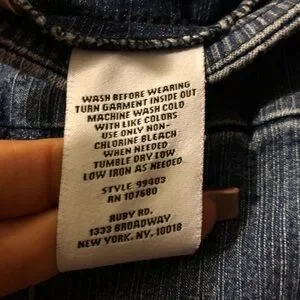 WASH BEFORE WEARING
TURN GARMENT INSIDE OUT
MACHINE WASH COLD
WITH LIKE COLORS
USE ONLY NON-
CHLORINE BLEACH
WHEN NEEDED
TUMBLE DRY LOW
LOW IRON AS NEEDED
STYLE 99403
RN 107680
RUBY RD.
1333 BROADWAY
NEW YORK, NY. 10018